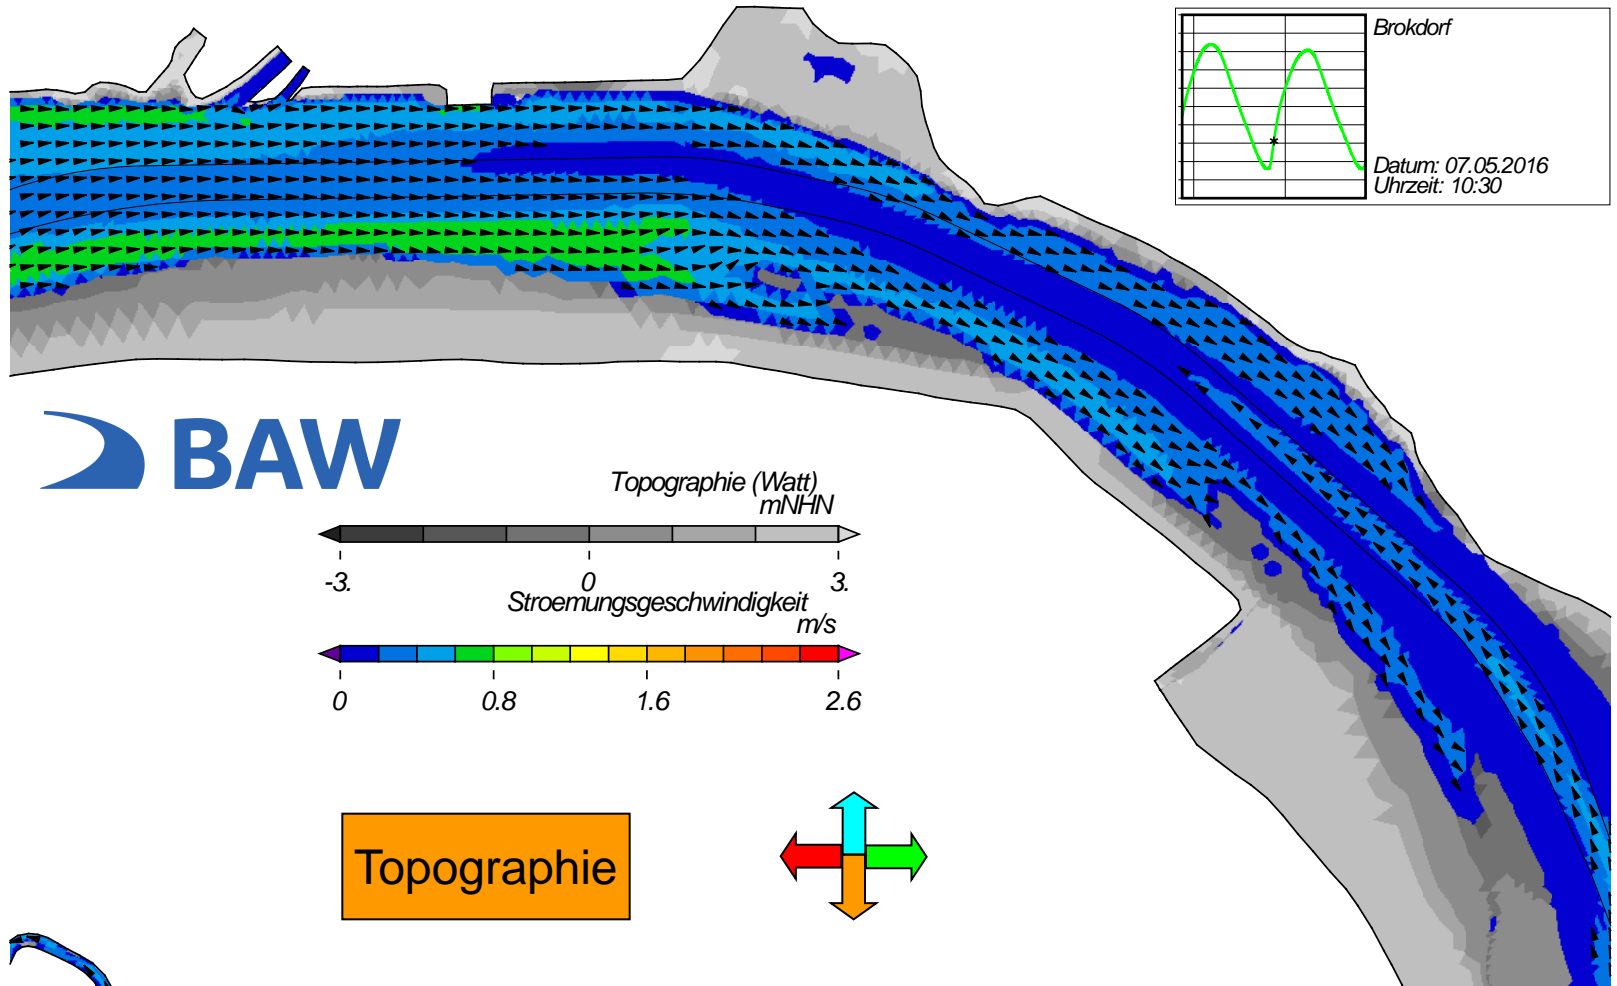 Brokdorf
Datum: 07.05.2016
Uhrzeit: 10:30
BAW
Topographie (Watt)
mNHN
-3. 0 3.
Stroemungsgeschwindigkeit
m/s
0 0.8 1.6 2.6
Topographie